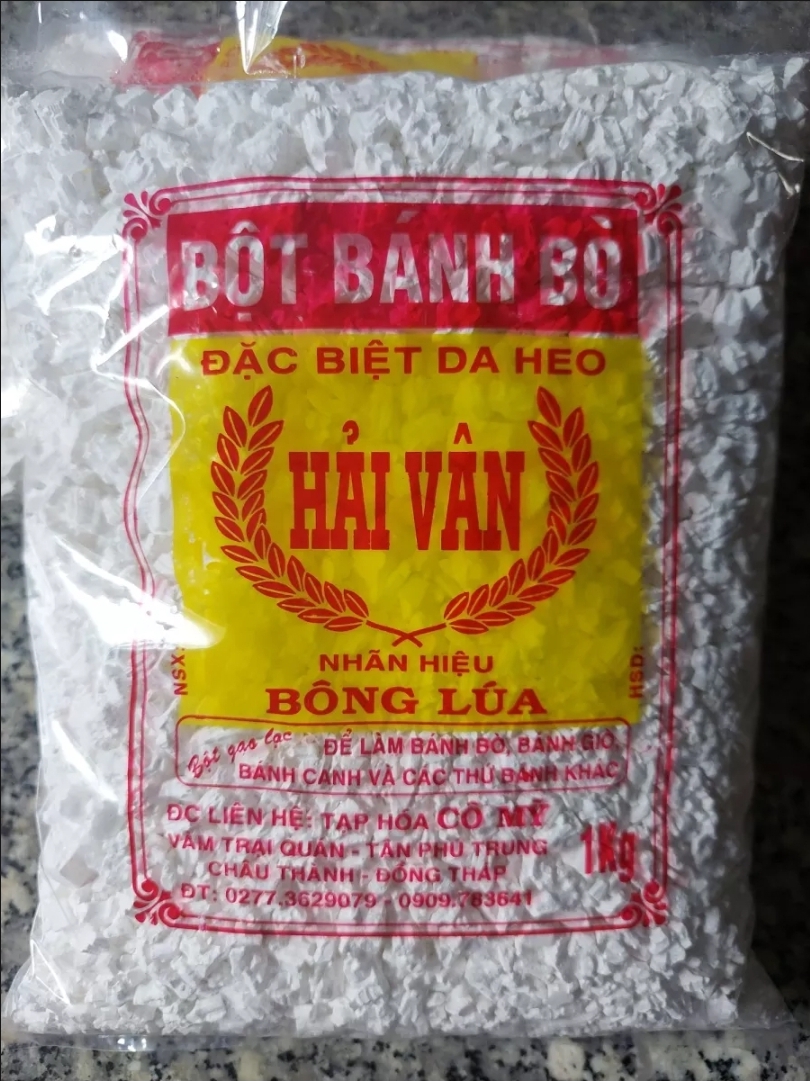 BỘT BÁNH BÒ
ĐẶC BIỆT DA HEO
HẢI VÂN
NHÃN HIỆU
BÔNG LÚA
NSX:
HSD:
Bột gạo lạc ĐỂ LÀM BÁNH BÒ, BÁNH GIÒ,
BÁNH CANH VÀ CÁC THỨ BÁNH KHÁC
ĐC LIÊN HỆ: TẠP HÓA CÔ MỸ
VÀM TRẠI QUÁN - TÂN PHÚ TRUNG
CHÂU THÀNH - ĐỒNG THÁP
ĐT: 0277.3629079 - 0909.783641
1Kg